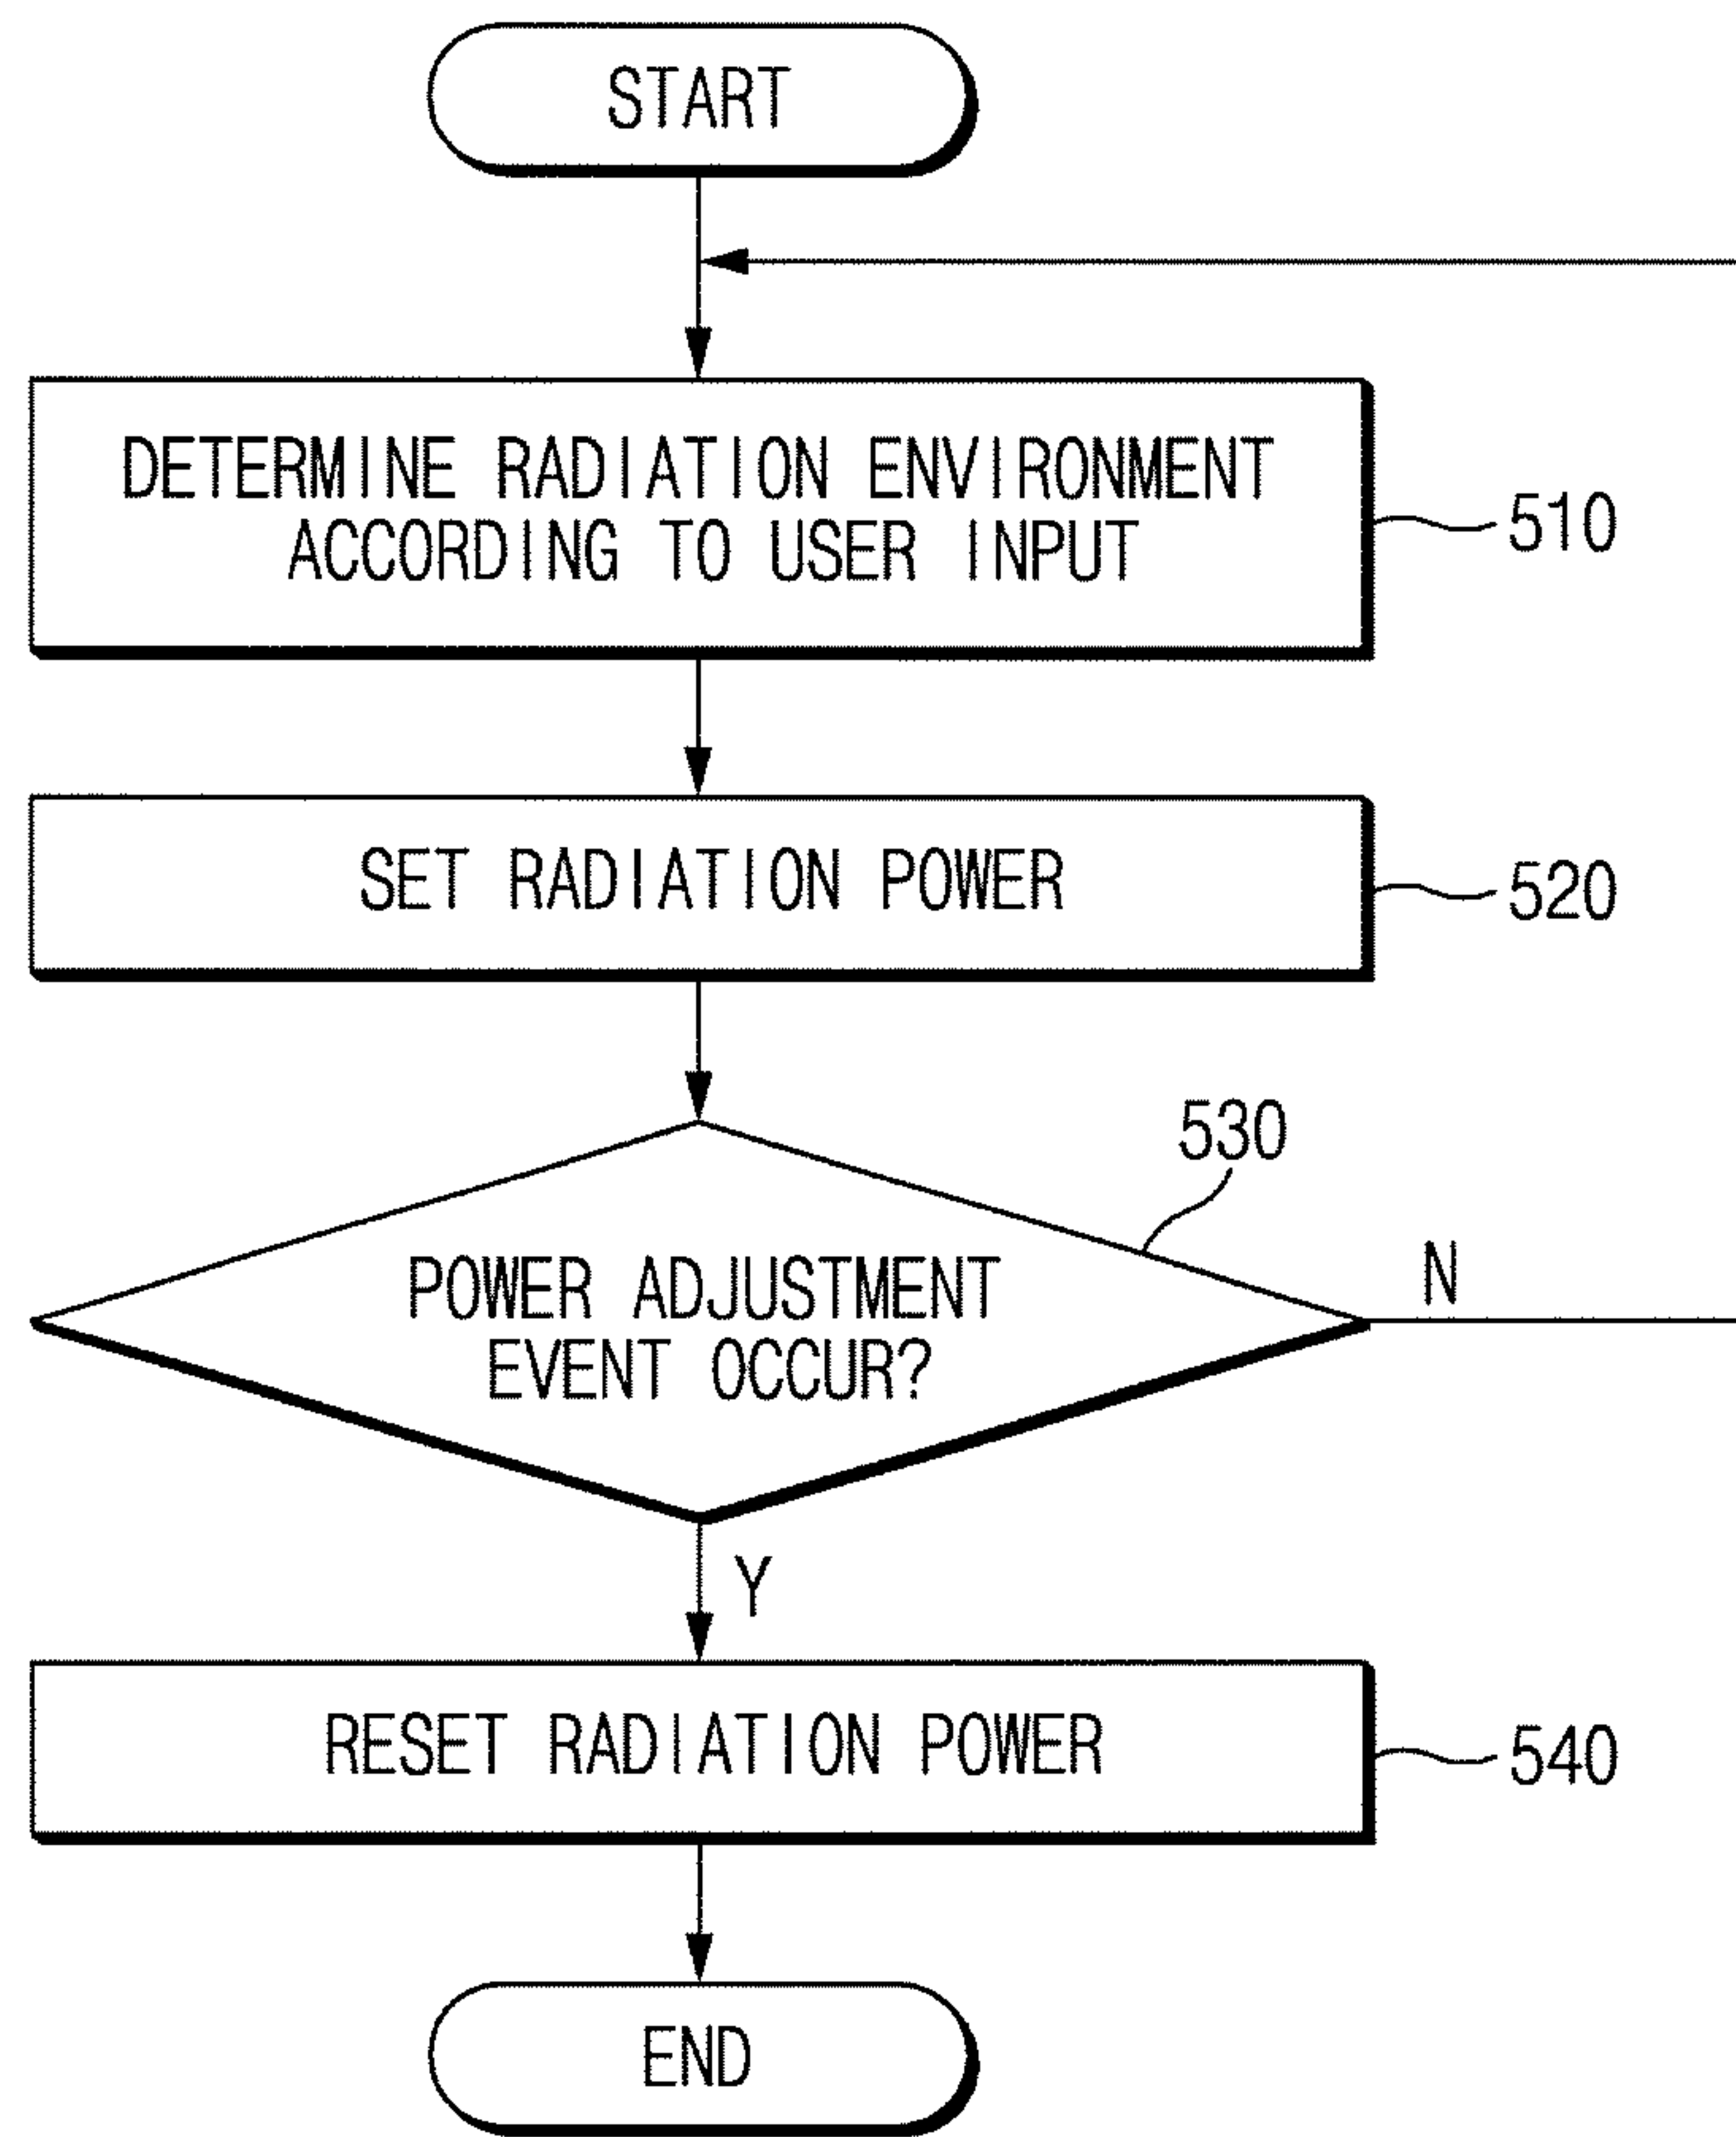 START
DETERMINE RADIATION ENVIRONMENT
ACCORDING TO USER INPUT
510
SET RADIATION POWER
520
530
POWER ADJUSTMENT
EVENT OCCUR?
N
Y
RESET RADIATION POWER
540
END